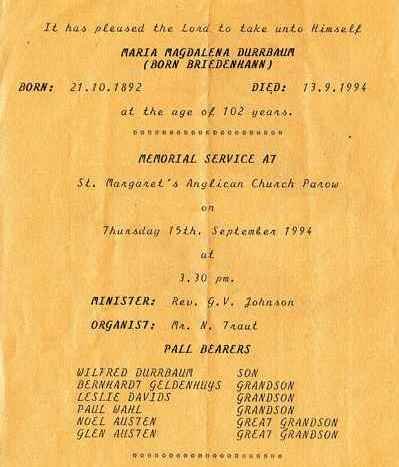 It has pleased the Lord to take unto Himself
MARIA MAGDALENA DURRBAUM
(BORN BRIEDENHANN)
BORN: 21.10.1892 DIED: 13.9.1994
at the age of 102 years.
MEMORIAL SERVICE AT
St. Margaret's Anglican Church Parow
on
Thursday 15th. September 1994
at
3.30 pm.
MINISTER: Rev. G.V. Johnson
ORGANIST: Mr. N. Traut
PALL BEARERS
WILFRED DURRBAUM SON
BERNHARDT GELDENHUYS GRANDSON
LESLIE DAVIDS GRANDSON
PAUL WAHL GRANDSON
NOEL AUSTEN GREAT GRANDSON
GLEN AUSTEN GREAT GRANDSON